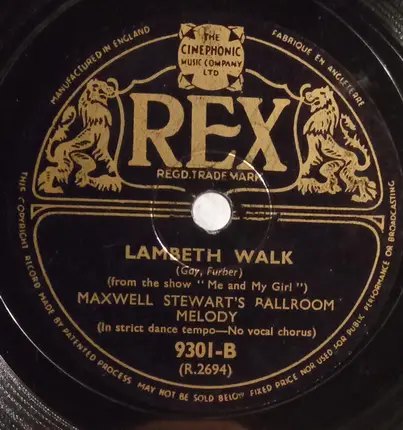 THE
CINEPHONIC
MUSIC COMPANY
LTD
MANUFACTURED IN ENGLAND
FABRIQUE EN ANGLETERRE
REX
REGD. TRADE MARK
LAMBETH WALK
(Gay, Furber)
(from the show "Me and My Girl")
MAXWELL STEWART'S BALLROOM
MELODY
(In strict dance tempo—No vocal chorus)
9301-B
(R.2694)
THIS COPYRIGHT RECORD MADE BY PATENTED PROCESS MAY NOT BE SOLD BELOW FIXED PRICE NOR USED FOR PUBLIC PERFORMANCE OR BROADCASTING